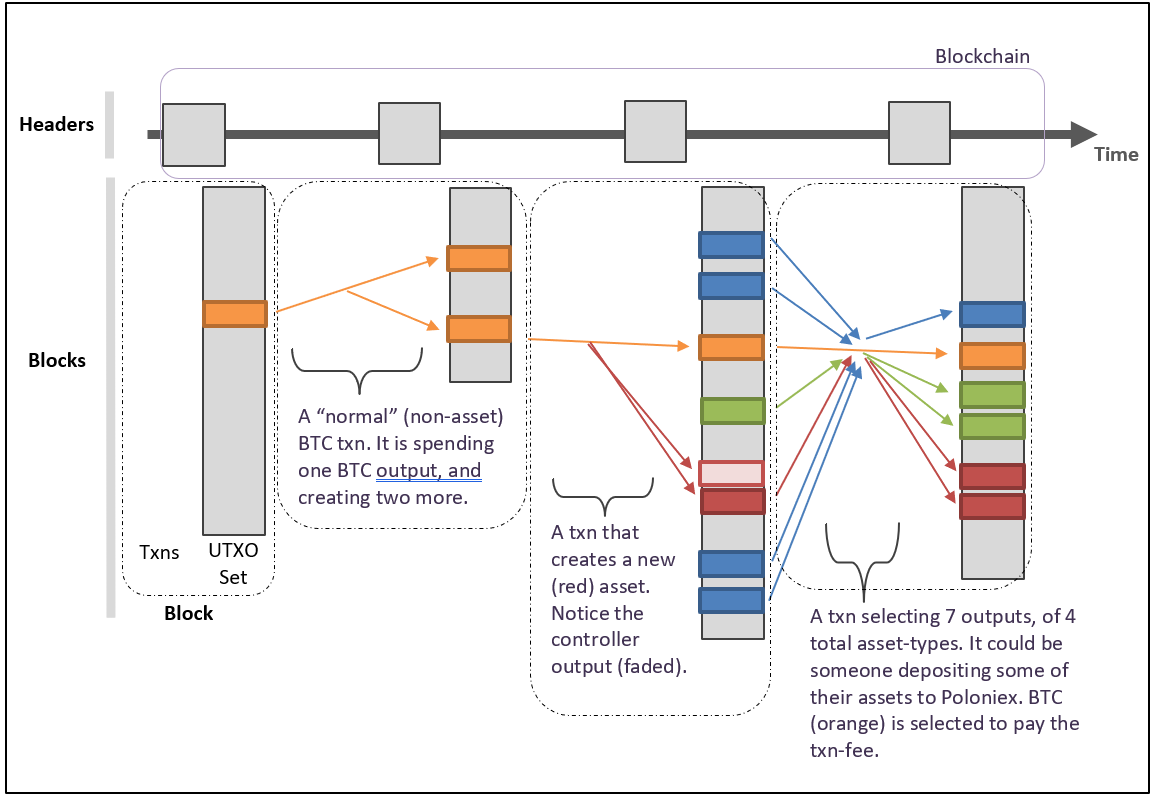 Blockchain
Headers
Time
Blocks
A “normal” (non-asset)
BTC txn. It is spending
one BTC output, and
creating two more.
Txns
UTXO
Set
Block
A txn that
creates a new
(red) asset.
Notice the
controller
output (faded).
A txn selecting 7 outputs, of 4
total asset-types. It could be
someone depositing some of
their assets to Poloniex. BTC
(orange) is selected to pay the
txn-fee.